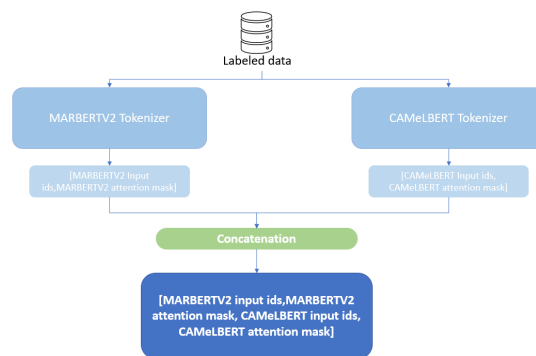 Labeled data
MARBERTV2 Tokenizer
CAMeLBERT Tokenizer
[MARBERTV2 Input
ids,MARBERTV2 attention mask]
[CAMeLBERT Input ids,
CAMeLBERT attention mask]
Concatenation
[MARBERTV2 input ids,MARBERTV2
attention mask, CAMeLBERT input ids,
CAMeLBERT attention mask]